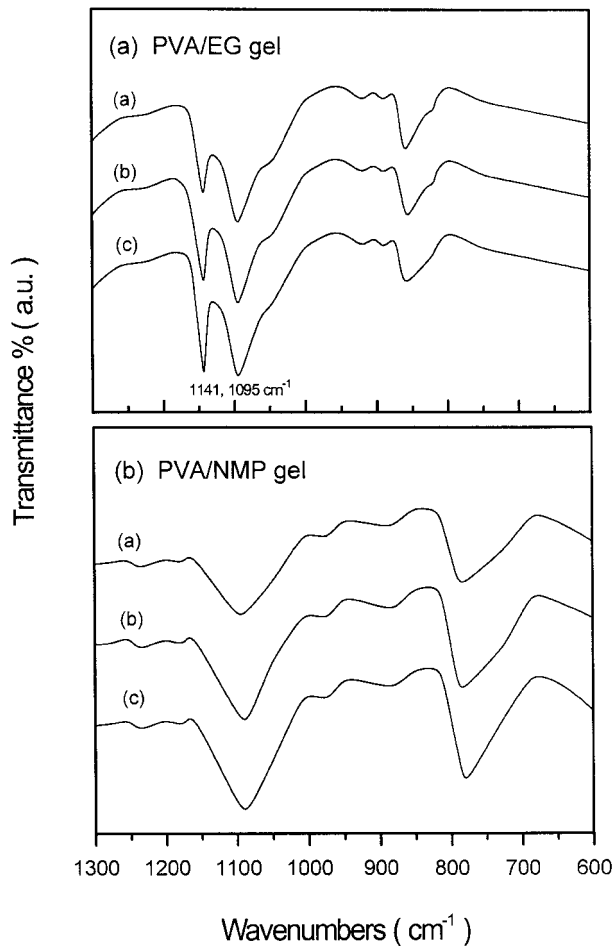 (a) PVA/EG gel
(a)
(b)
(c)
1141, 1095 cm⁻¹
(b) PVA/NMP gel
(a)
(b)
(c)
1300 1200 1100 1000 900 800 700 600
Transmittance % ( a.u. )
Wavenumbers ( cm⁻¹ )